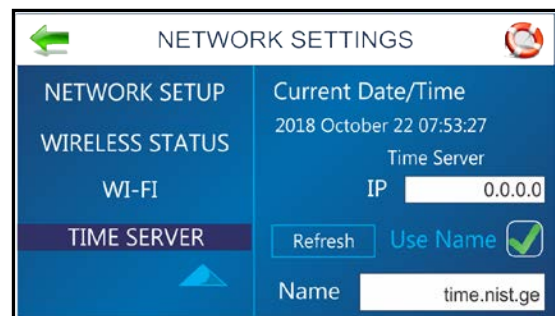 NETWORK SETTINGS
NETWORK SETUP
WIRELESS STATUS
WI-FI
TIME SERVER
Current Date/Time
2018 October 22 07:53:27
Time Server
IP 0.0.0.0
Refresh Use Name
Name time.nist.ge